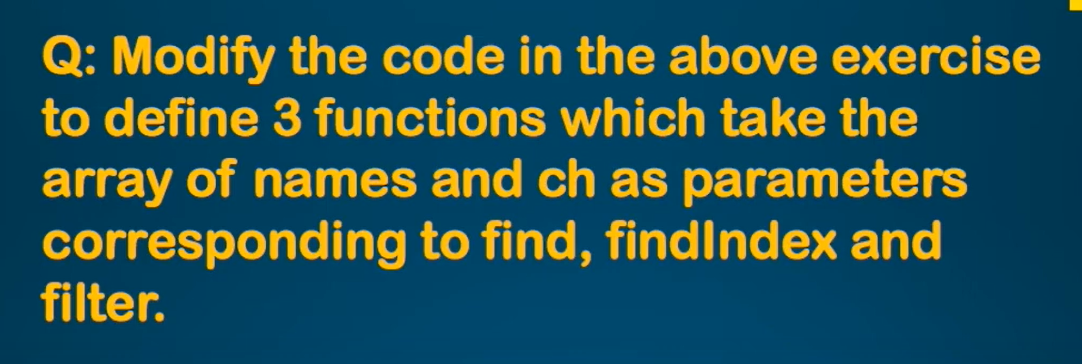 Q: Modify the code in the above exercise
to define 3 functions which take the
array of names and ch as parameters
corresponding to find, findIndex and
filter.